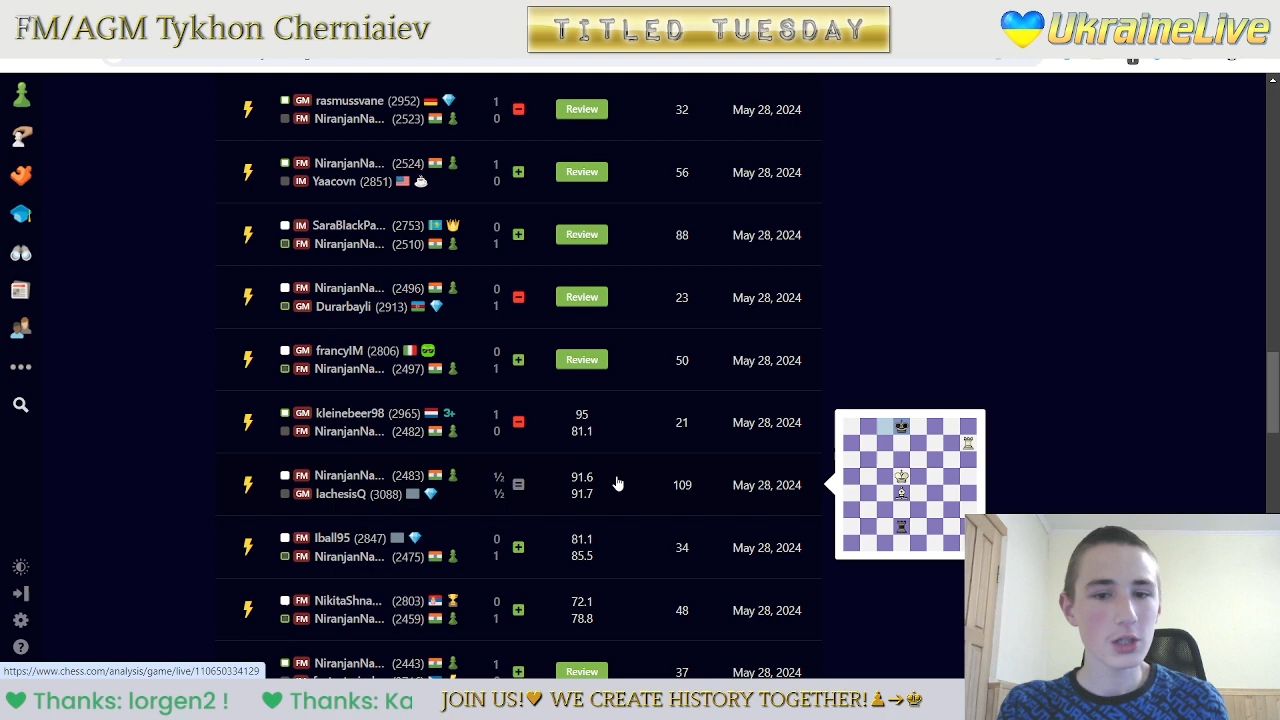 FM/AGM Tykhon Cherniaiev
TITLED TUESDAY
UkraineLive
GM rasmussvane (2952) 1
FM NiranjanNa... (2523) 0
Review 32 May 28, 2024
FM NiranjanNa... (2524) 1
IM Yaacovn (2851) 0
Review 56 May 28, 2024
IM SaraBlackPa... (2753) 0
FM NiranjanNa... (2510) 1
Review 88 May 28, 2024
FM NiranjanNa... (2496) 0
GM Durarbayli (2913) 1
Review 23 May 28, 2024
GM francyIM (2806) 0
FM NiranjanNa... (2497) 1
Review 50 May 28, 2024
GM kleinebeer98 (2965) 3+ 1 95
FM NiranjanNa... (2482) 0 81.1
21 May 28, 2024
FM NiranjanNa... (2483) ½ 91.6
GM lachesisQ (3088) ½ 91.7
109 May 28, 2024
FM lball95 (2847) 0 81.1
FM NiranjanNa... (2475) 1 85.5
34 May 28, 2024
FM NikitaShna... (2803) 0 72.1
FM NiranjanNa... (2459) 1 78.8
48 May 28, 2024
FM NiranjanNa... (2443) 1
Review 37 May 28, 2024
https://www.chess.com/analysis/game/live/110650334129
Thanks: lorgen2 ! Thanks: Ka
JOIN US! WE CREATE HISTORY TOGETHER!